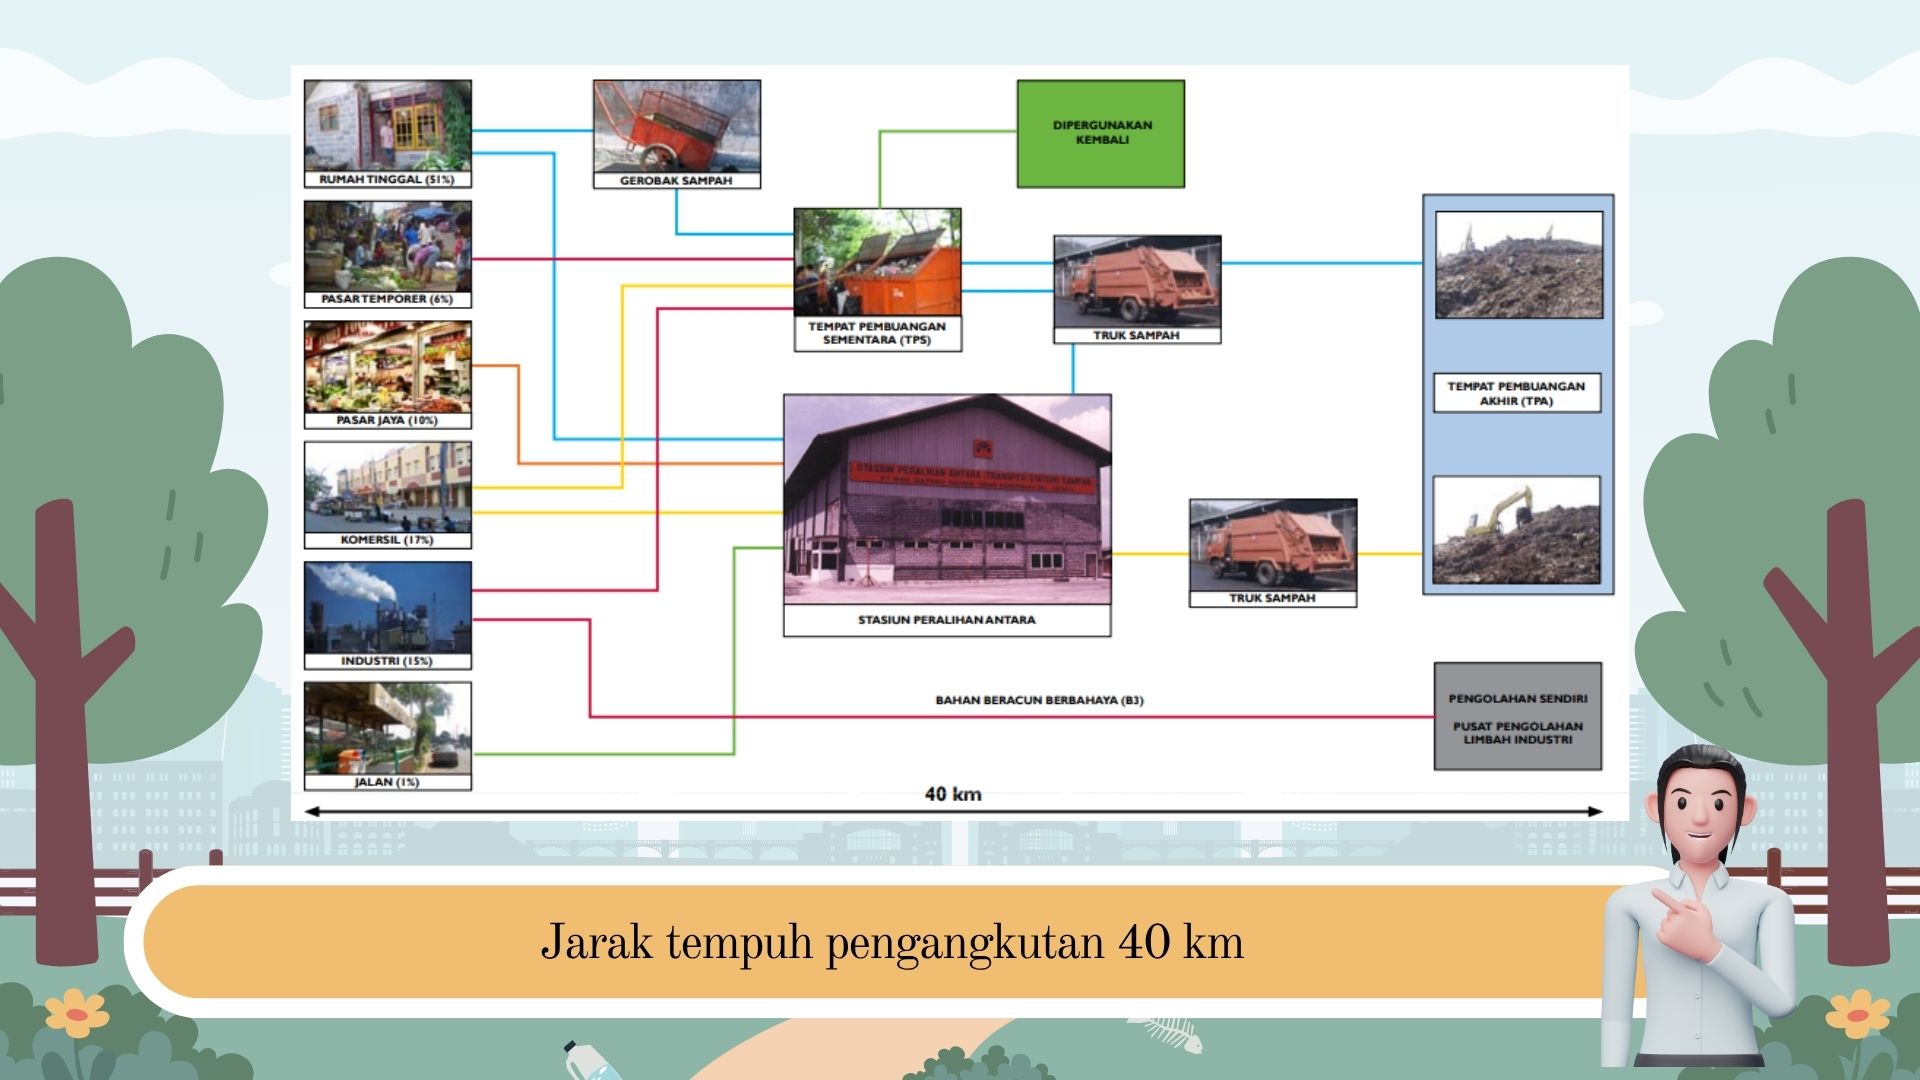 RUMAH TINGGAL (51%)
GEROBAK SAMPAH
DIPERGUNAKAN
KEMBALI
PASAR TEMPORER (6%)
TEMPAT PEMBUANGAN
SEMENTARA (TPS)
TRUK SAMPAH
TEMPAT PEMBUANGAN
AKHIR (TPA)
PASAR JAYA (10%)
STASIUN PERALIHAN ANTARA (TRANSFER STATION) SAMPAH
KOMERSIL (17%)
TRUK SAMPAH
STASIUN PERALIHAN ANTARA
INDUSTRI (15%)
BAHAN BERACUN BERBAHAYA (B3)
PENGOLAHAN SENDIRI
PUSAT PENGOLAHAN
LIMBAH INDUSTRI
JALAN (1%)
40 km
Jarak tempuh pengangkutan 40 km